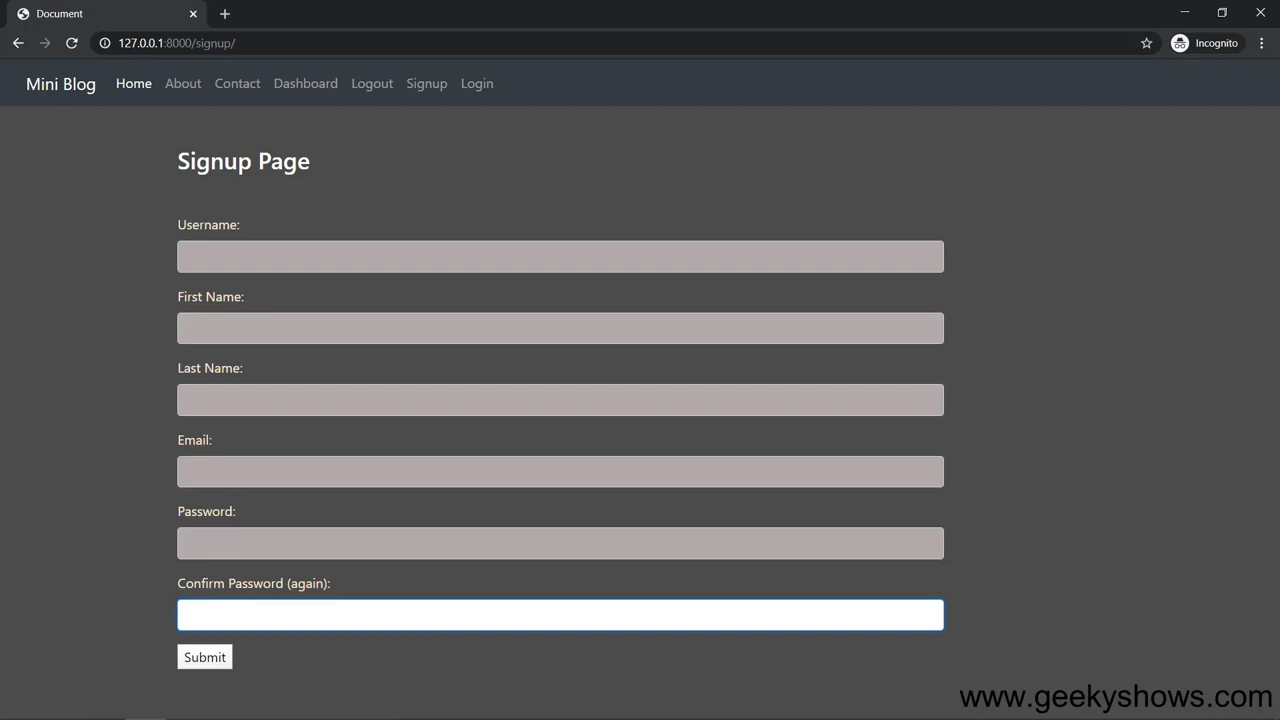 Document
127.0.0.1:8000/signup/
Incognito
Mini Blog Home About Contact Dashboard Logout Signup Login
Signup Page
Username:
First Name:
Last Name:
Email:
Password:
Confirm Password (again):
Submit
www.geekyshows.com